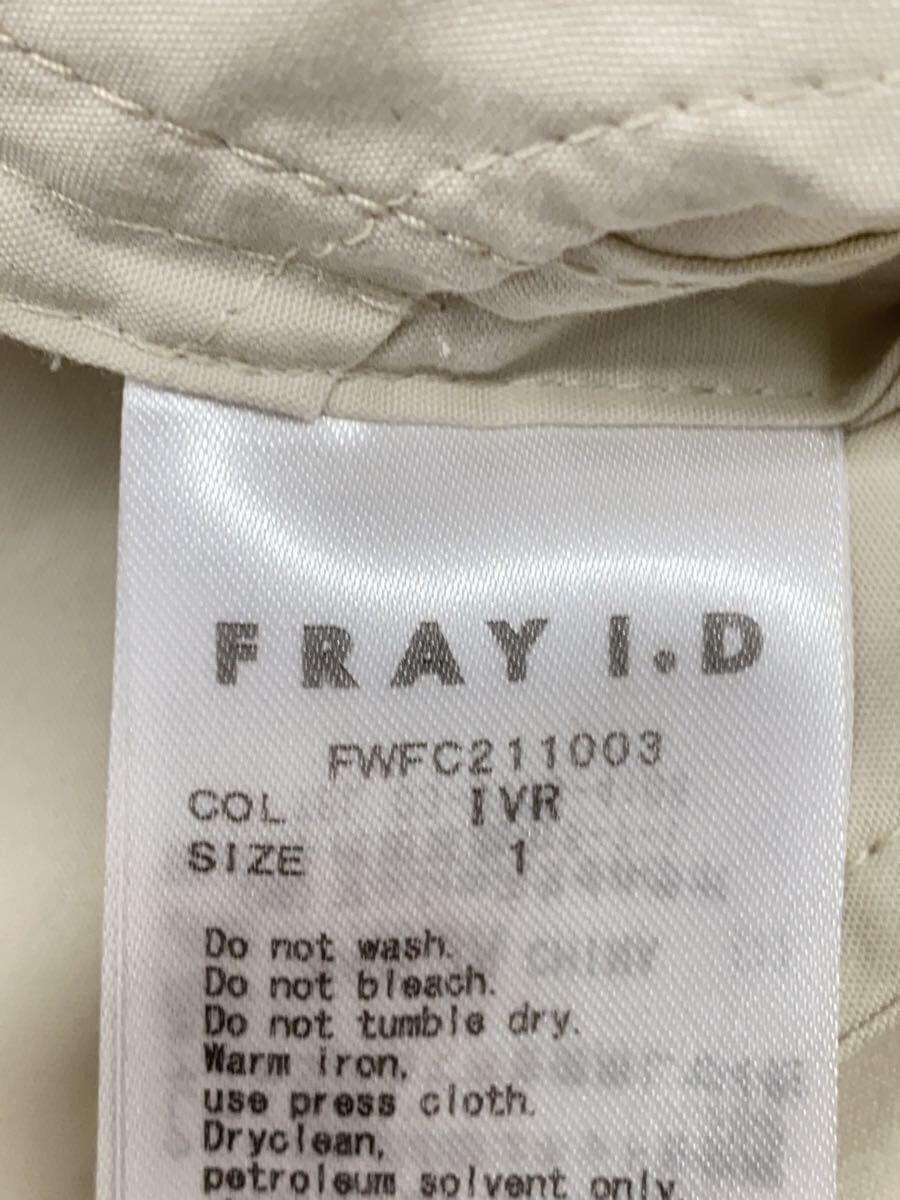 FRAY I.D
FWFC211003
COL IVR
SIZE 1
Do not wash.
Do not bleach.
Do not tumble dry.
Warm iron,
use press cloth.
Dryclean,
petroleum solvent only